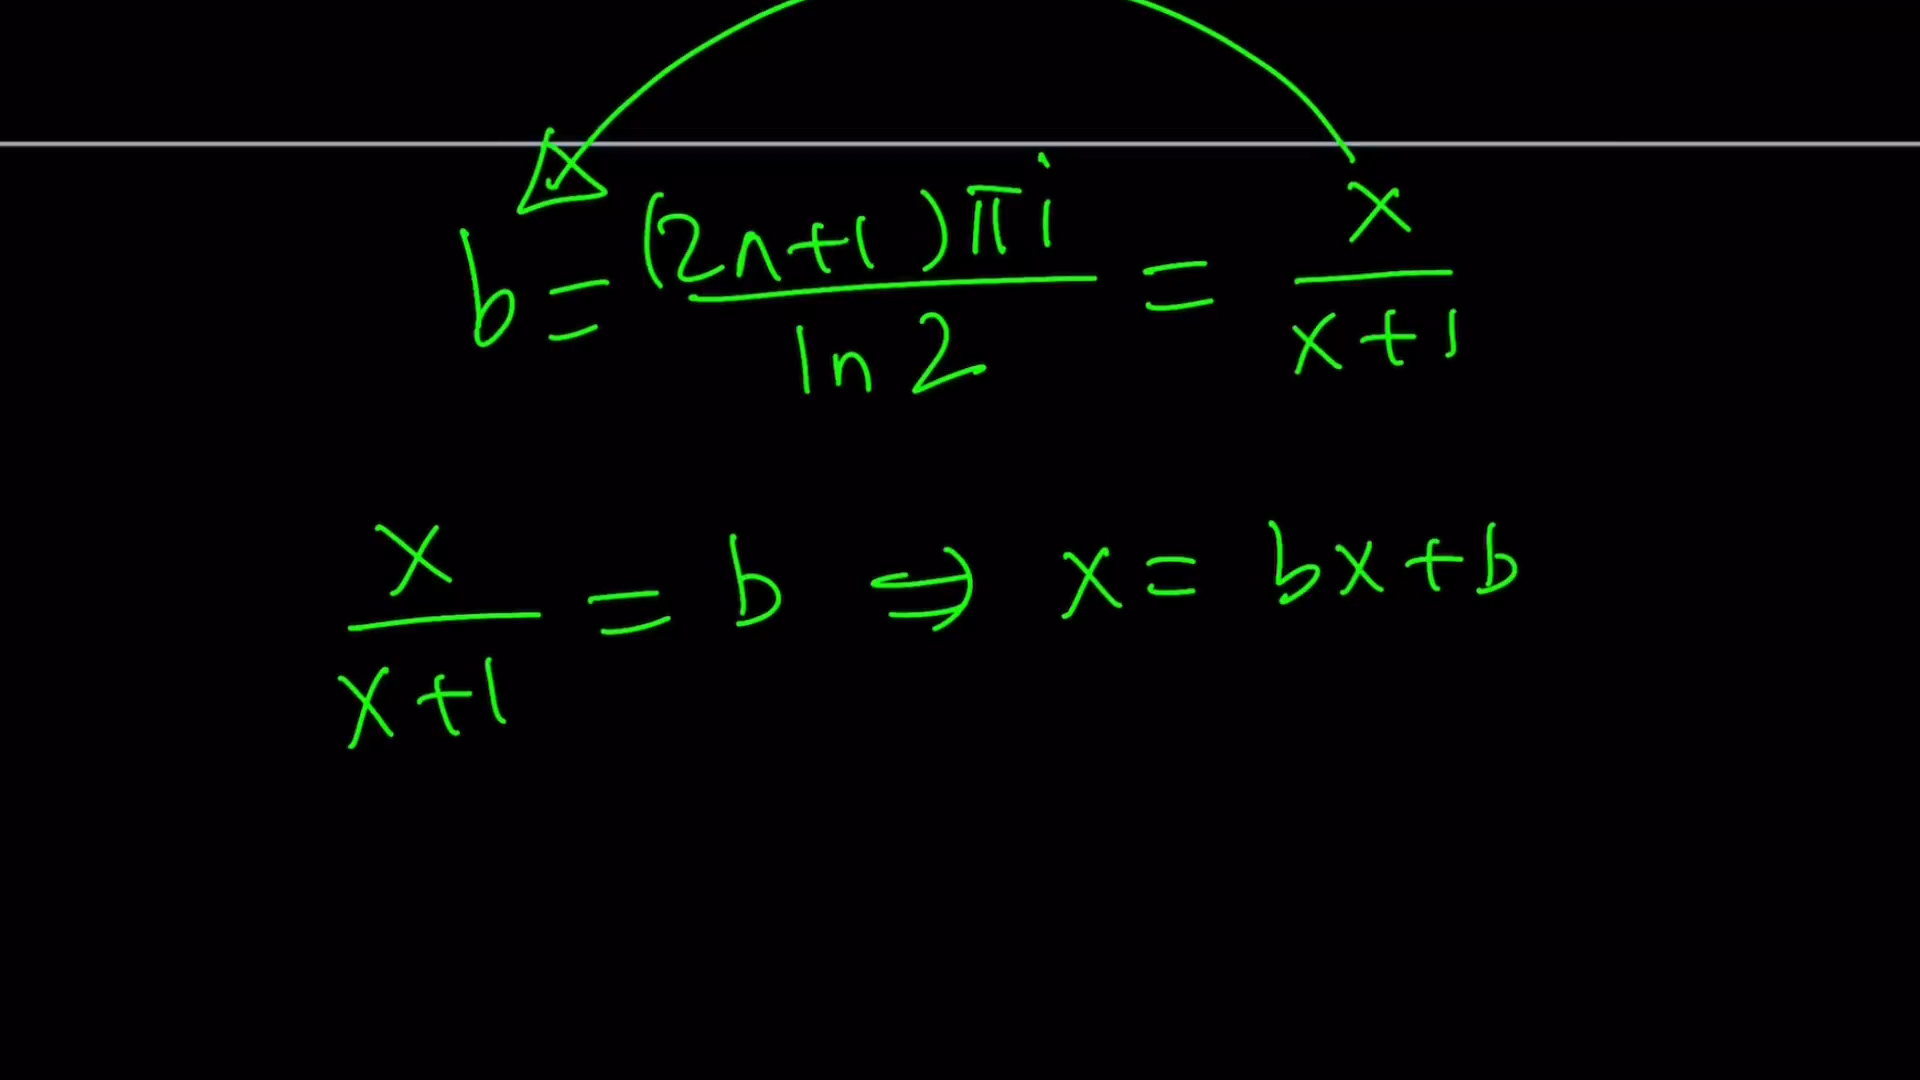 b = (2n+1)πi / ln 2 = x / x+1
x / x+1 = b ⇒ x = bx + b